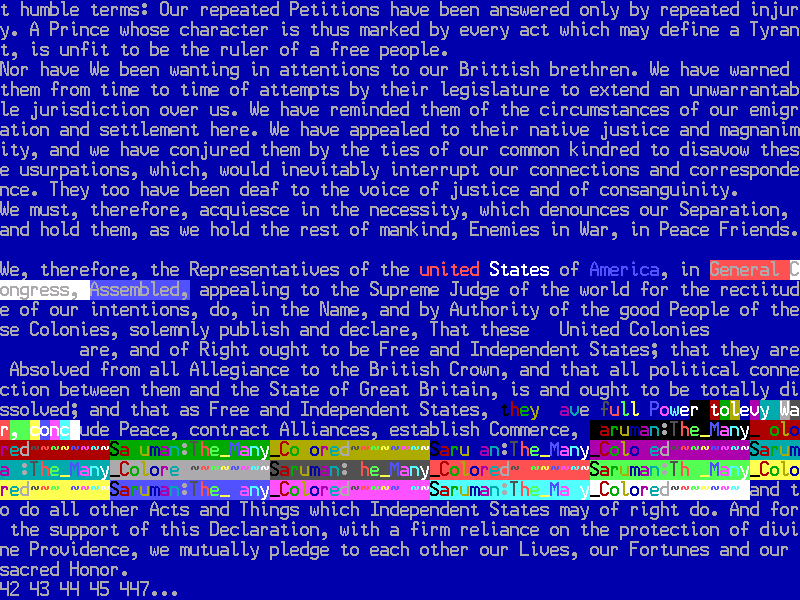 t humble terms: Our repeated Petitions have been answered only by repeated injur
y. A Prince whose character is thus marked by every act which may define a Tyran
t, is unfit to be the ruler of a free people.
Nor have We been wanting in attentions to our Brittish brethren. We have warned
them from time to time of attempts by their legislature to extend an unwarrantab
le jurisdiction over us. We have reminded them of the circumstances of our emigr
ation and settlement here. We have appealed to their native justice and magnanim
ity, and we have conjured them by the ties of our common kindred to disavow thes
e usurpations, which, would inevitably interrupt our connections and corresponde
nce. They too have been deaf to the voice of justice and of consanguinity.
We must, therefore, acquiesce in the necessity, which denounces our Separation,
and hold them, as we hold the rest of mankind, Enemies in War, in Peace Friends.

We, therefore, the Representatives of the united States of America, in General C
ongress, Assembled, appealing to the Supreme Judge of the world for the rectitud
e of our intentions, do, in the Name, and by Authority of the good People of the
se Colonies, solemnly publish and declare, That these   United Colonies
        are, and of Right ought to be Free and Independent States; that they are
 Absolved from all Allegiance to the British Crown, and that all political conne
ction between them and the State of Great Britain, is and ought to be totally di
ssolved; and that as Free and Independent States, they  ave full Power to levy Wa
r, conclude Peace, contract Alliances, establish Commerce,  aruman:The_Many_Colo
red~~~~~~~~Sa uman:The_Many_Colored~~~~~~~~Saru an:The_Many_Colo ed ~~~~~~~Sarum
a :The_Many_Colore  ~~~~~~~~Saruman: he_Many_Colored~ ~~~~~~Saruman:The_Many_Colo
red~~~~~~~~Saruman:The_ any_Colored~~~~~~~~Saruman:The_Ma y_Colored~~~~~~~~and t
o do all other Acts and Things which Independent States may of right do. And for
 the support of this Declaration, with a firm reliance on the protection of divi
ne Providence, we mutually pledge to each other our Lives, our Fortunes and our
sacred Honor.
42 43 44 45 447...